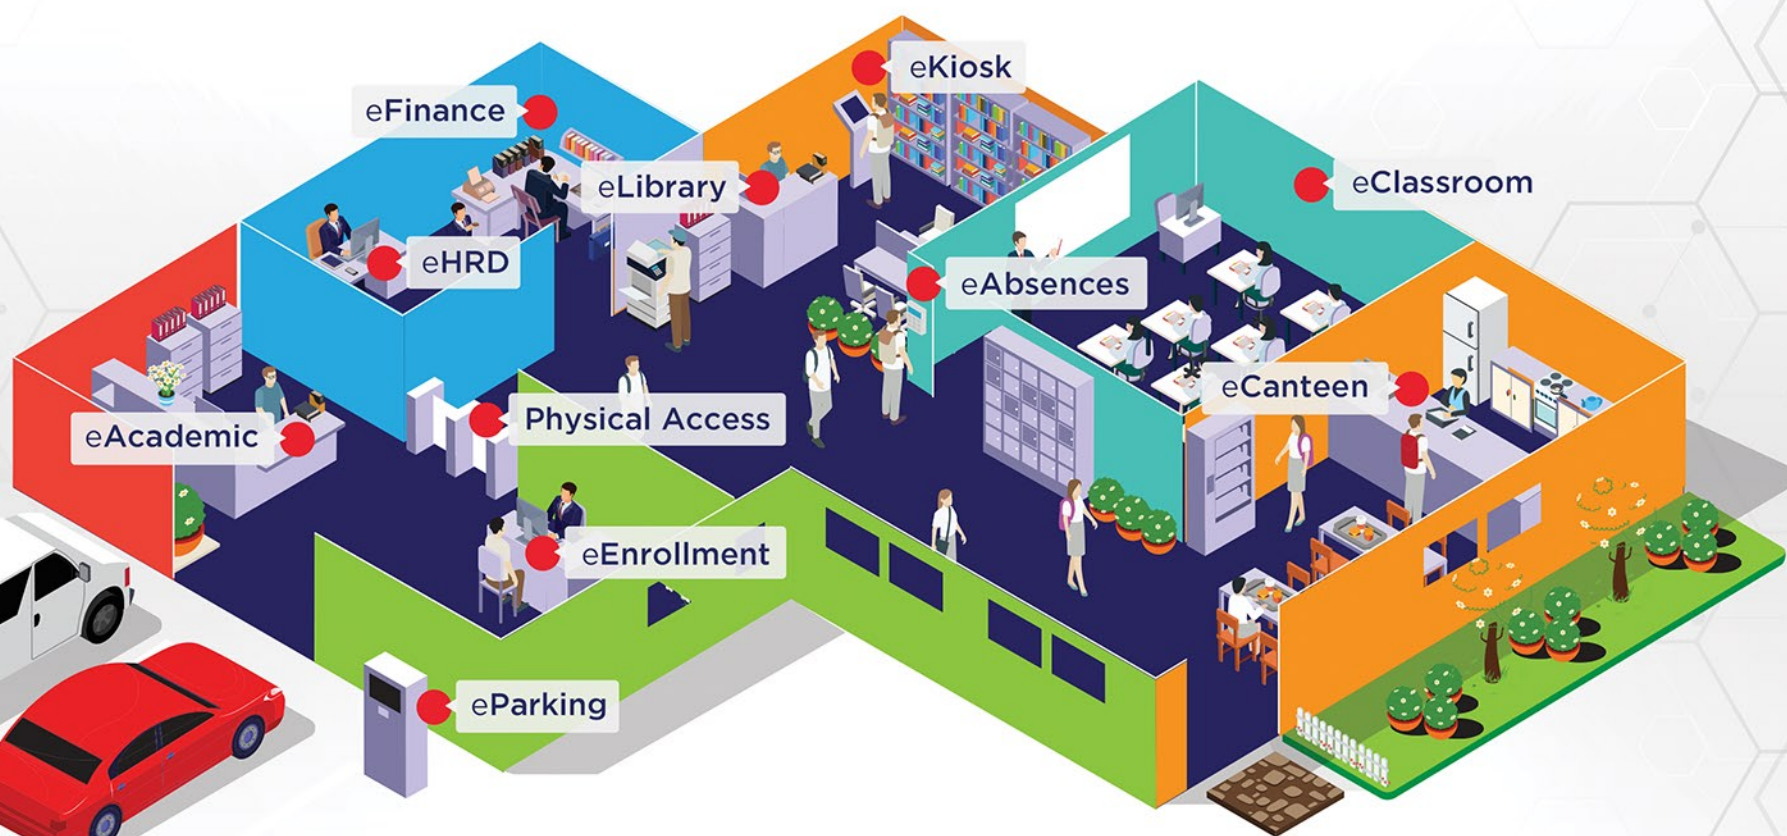 eKiosk
eFinance
eLibrary
eClassroom
eHRD
eAbsences
eCanteen
Physical Access
eAcademic
eEnrollment
eParking